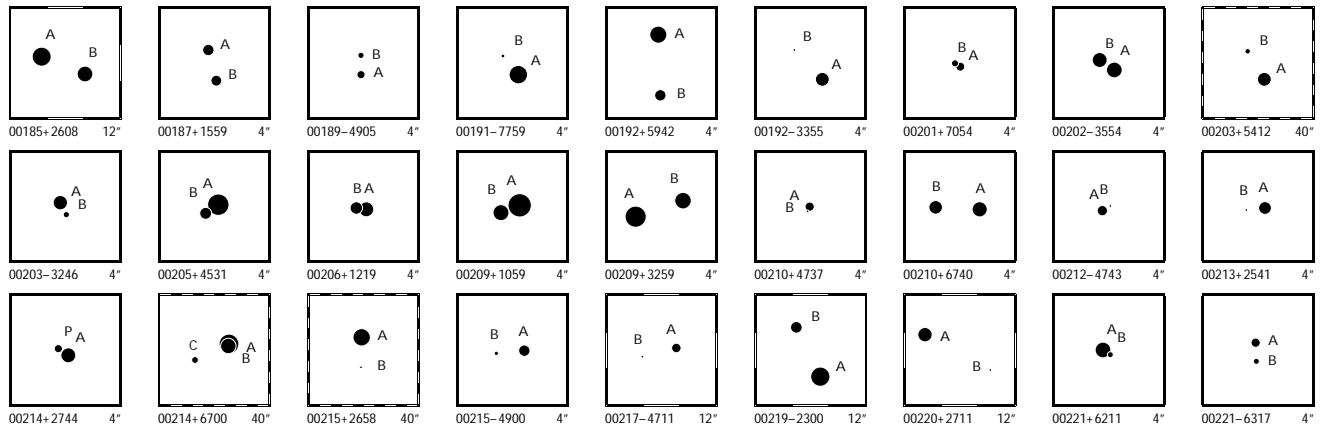 A
B
00185+2608 12"
A
B
00187+1559 4"
B
A
00189–4905 4"
B
A
00191–7759 4"
A
B
00192+5942 4"
B
A
00192–3355 4"
B
A
00201+7054 4"
B
A
00202–3554 4"
B
A
00203+5412 40"
A
B
00203–3246 4"
A
B
00205+4531 4"
B A
00206+1219 4"
B A
00209+1059 4"
B
A
00209+3259 4"
A
B
00210+4737 4"
B A
00210+6740 4"
A B
00212–4743 4"
B A
00213+2541 4"
P
A
00214+2744 4"
C
A
B
00214+6700 40"
A
B
00215+2658 40"
B A
00215–4900 4"
A
B
00217–4711 12"
B
A
00219–2300 12"
A
B
00220+2711 12"
A
B
00221+6211 4"
A
B
00221–6317 4"